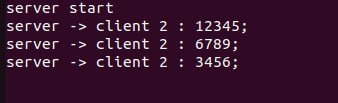 server start
server -> client 2 : 12345;
server -> client 2 : 6789;
server -> client 2 : 3456;